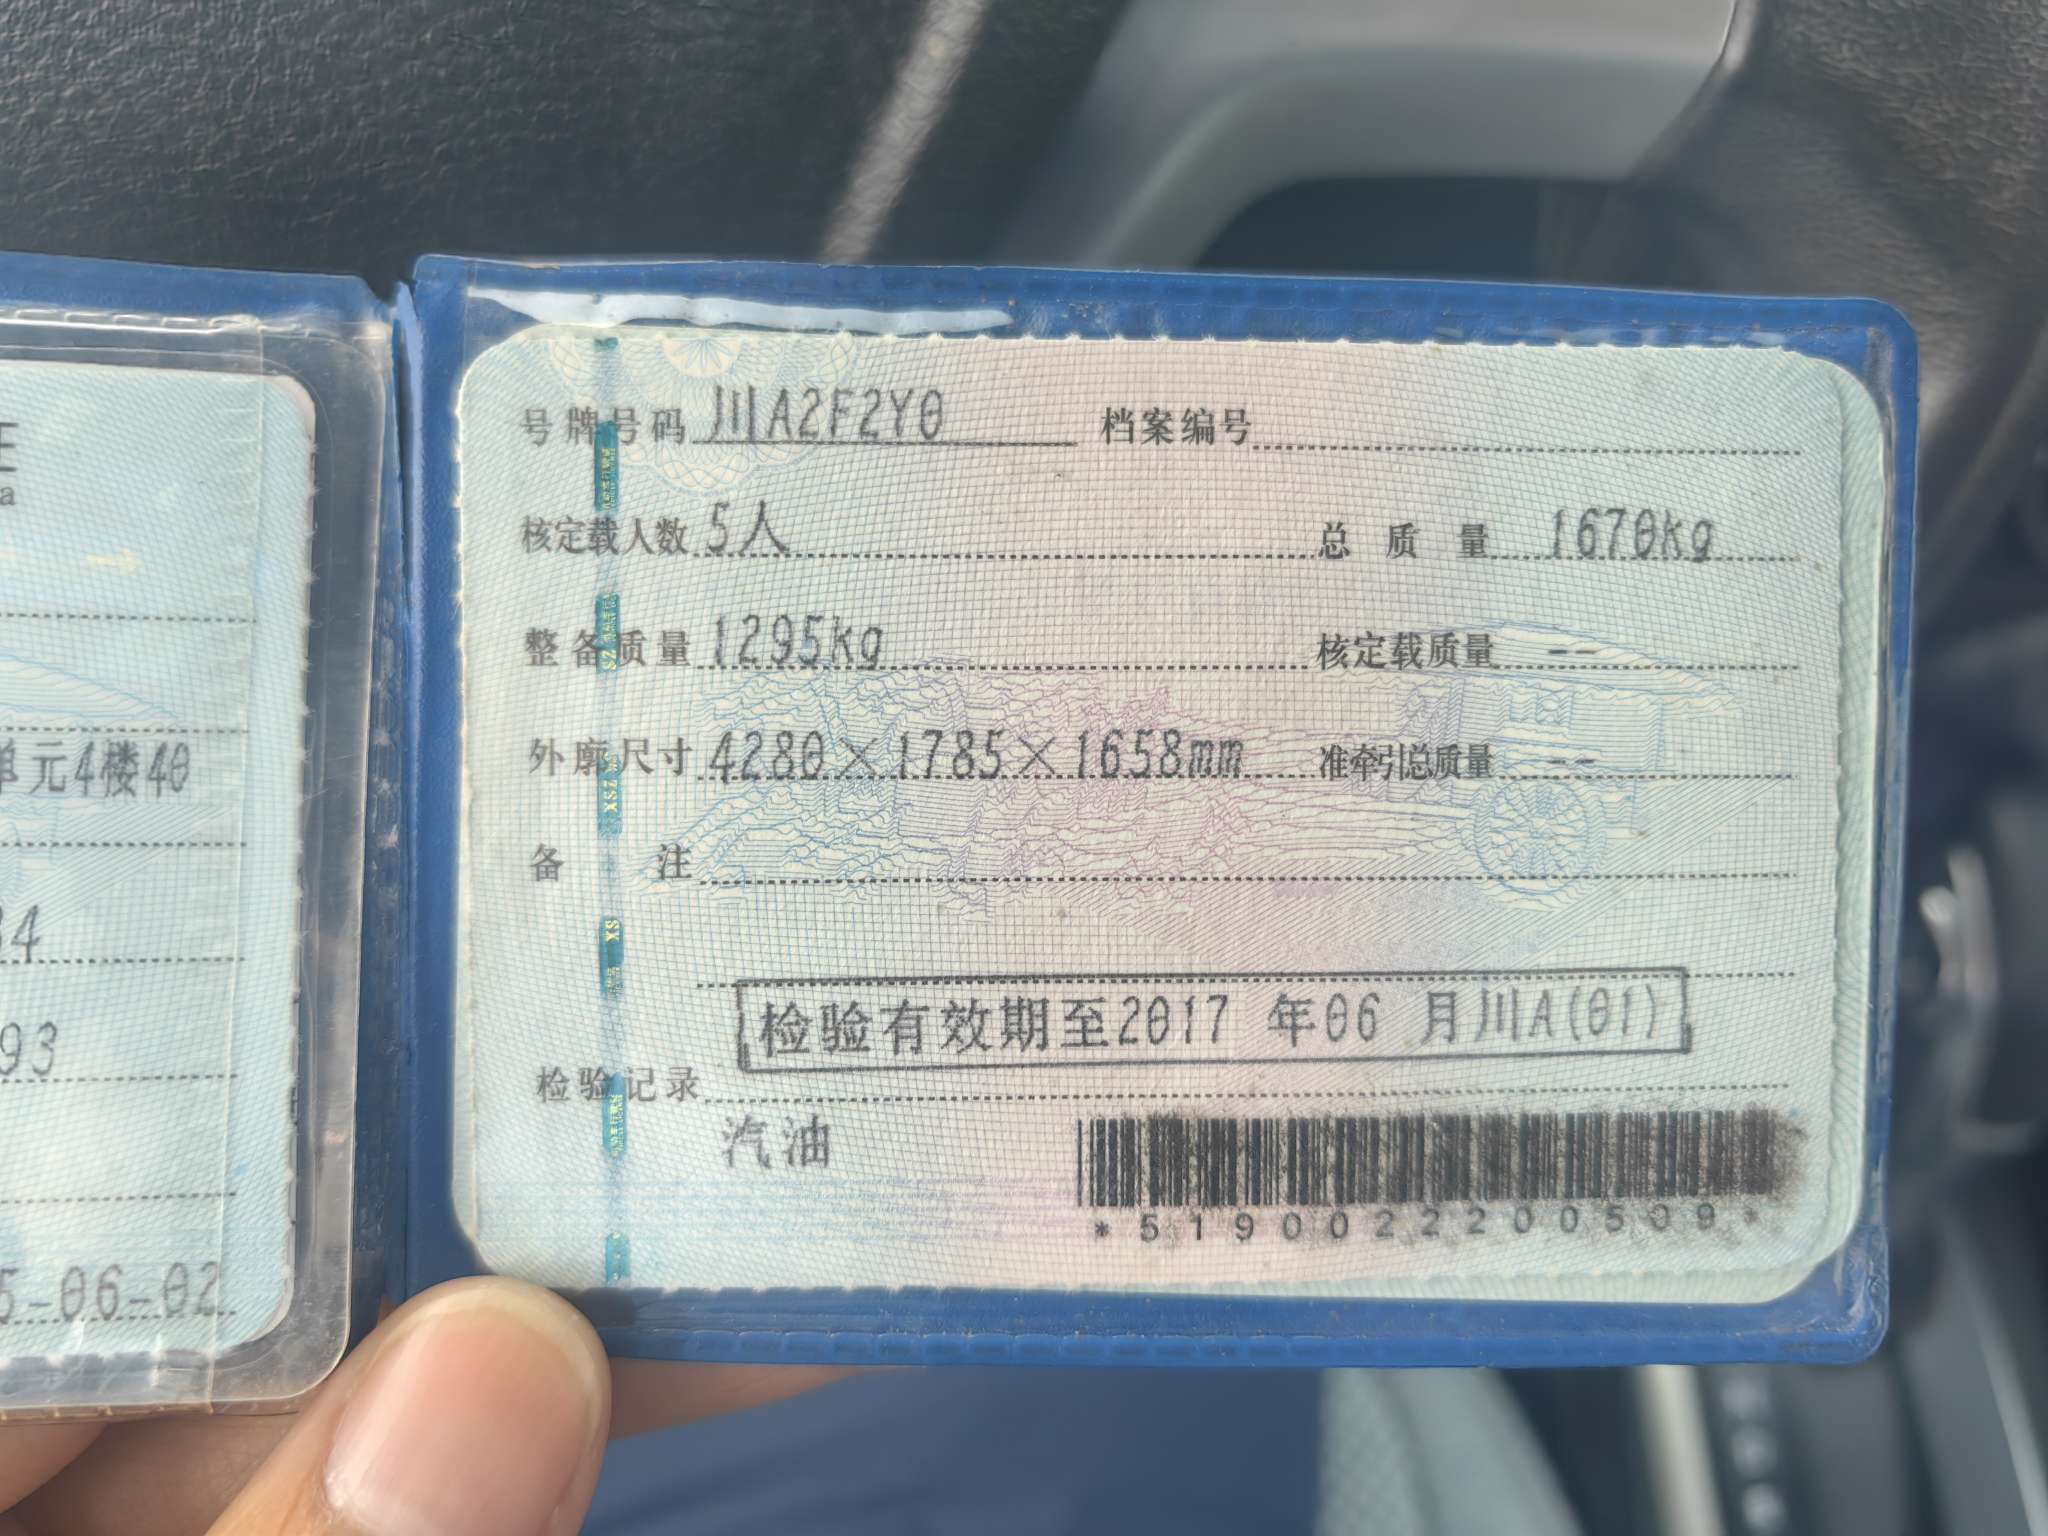 a
单元4楼40
34
93
5-06-02
号牌号码 川A2F2Y0 档案编号
核定载人数 5人 总质量 1670kg
整备质量 1295kg 核定载质量 --
外廓尺寸 4280×1785×1658mm 准牵引总质量 --
备注
检验有效期至2017 年06 月川A(01)
检验记录
汽油
*5190022200509*